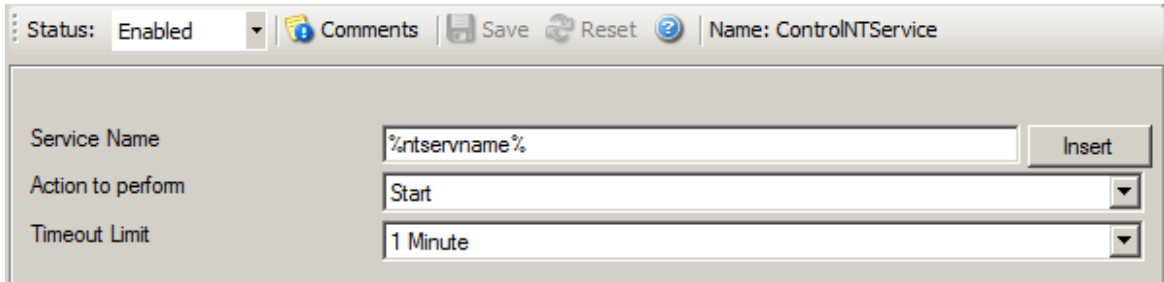 Status: Enabled Comments Save Reset Name: ControlNTService
Service Name %ntservname% Insert
Action to perform Start
Timeout Limit 1 Minute